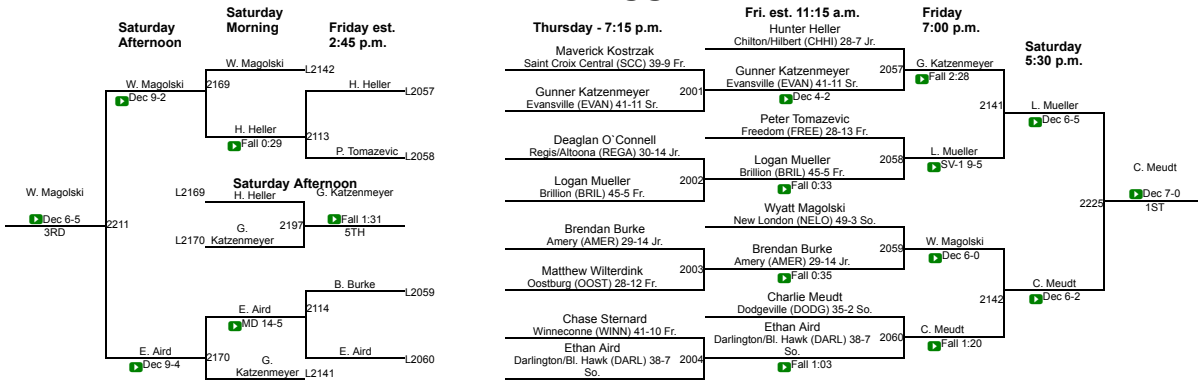 Saturday
Afternoon
Saturday
Morning
Friday est.
2:45 p.m.
W. Magolski
L2142
W. Magolski
2169
Dec 9-2
H. Heller
L2057
H. Heller
2113
Fall 0:29
P. Tomazevic
L2058
W. Magolski
Dec 6-5
3RD
2211
Saturday Afternoon
L2169
H. Heller
G. Katzenmeyer
2197
Fall 1:31
5TH
G.
L2170
Katzenmeyer
B. Burke
L2059
E. Aird
2114
MD 14-5
E. Aird
2170
Dec 9-4
E. Aird
L2060
G.
Katzenmeyer
L2141
Thursday - 7:15 p.m.
Fri. est. 11:15 a.m.
Friday
7:00 p.m.
Saturday
5:30 p.m.
Maverick Kostrzak
Saint Croix Central (SCC) 39-9 Fr.
Gunner Katzenmeyer
Evansville (EVAN) 41-11 Sr.
2001
Deaglan O`Connell
Regis/Altoona (REGA) 30-14 Jr.
Logan Mueller
Brillion (BRIL) 45-5 Fr.
2002
Brendan Burke
Amery (AMER) 29-14 Jr.
Matthew Wilterdink
Oostburg (OOST) 28-12 Fr.
2003
Chase Sternard
Winneconne (WINN) 41-10 Fr.
Ethan Aird
Darlington/Bl. Hawk (DARL) 38-7
So.
2004
Hunter Heller
Chilton/Hilbert (CHHI) 28-7 Jr.
Gunner Katzenmeyer
Evansville (EVAN) 41-11 Sr.
2057
Dec 4-2
Peter Tomazevic
Freedom (FREE) 28-13 Fr.
Logan Mueller
Brillion (BRIL) 45-5 Fr.
2058
Fall 0:33
Wyatt Magolski
New London (NELO) 49-3 So.
Brendan Burke
Amery (AMER) 29-14 Jr.
2059
Fall 0:35
Charlie Meudt
Dodgeville (DODG) 35-2 So.
Ethan Aird
Darlington/Bl. Hawk (DARL) 38-7
So.
2060
Fall 1:03
G. Katzenmeyer
Fall 2:28
2141
L. Mueller
SV-1 9-5
W. Magolski
Dec 6-0
2142
C. Meudt
Fall 1:20
L. Mueller
Dec 6-5
C. Meudt
Dec 6-2
2225
C. Meudt
Dec 7-0
1ST